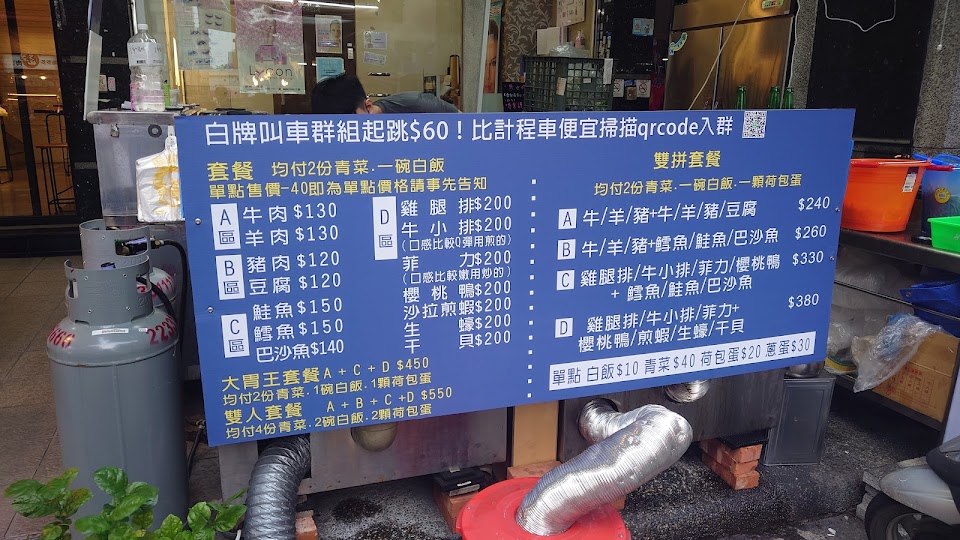 白牌叫車群組起跳$60！比計程車便宜掃描qrcode入群
套餐 均付2份青菜.一碗白飯
單點售價-40即為單點價格請事先告知
A區
牛肉$130
羊肉$130
B區
豬肉$120
豆腐$120
C區
鮭魚$150
鱈魚$150
巴沙魚$140
D區
雞腿排$200
牛小排$200
(口感比較Q彈用煎的)
菲力$200
(口感比較嫩用炒的)
櫻桃鴨$200
沙拉煎蝦$200
生蠔$200
干貝$200
大胃王套餐A+C+D $450
均付2份青菜.1碗白飯.1顆荷包蛋
雙人套餐 A+B+C+D $550
均付4份青菜.2碗白飯.2顆荷包蛋
雙拼套餐
均付2份青菜.一碗白飯.一顆荷包蛋
A 牛/羊/豬+牛/羊/豬/豆腐 $240
B 牛/羊/豬+鱈魚/鮭魚/巴沙魚 $260
C 雞腿排/牛小排/菲力/櫻桃鴨 $330
+ 鱈魚/鮭魚/巴沙魚
D 雞腿排/牛小排/菲力+ $380
櫻桃鴨/煎蝦/生蠔/干貝
單點 白飯$10 青菜$40 荷包蛋$20 蔥蛋$30